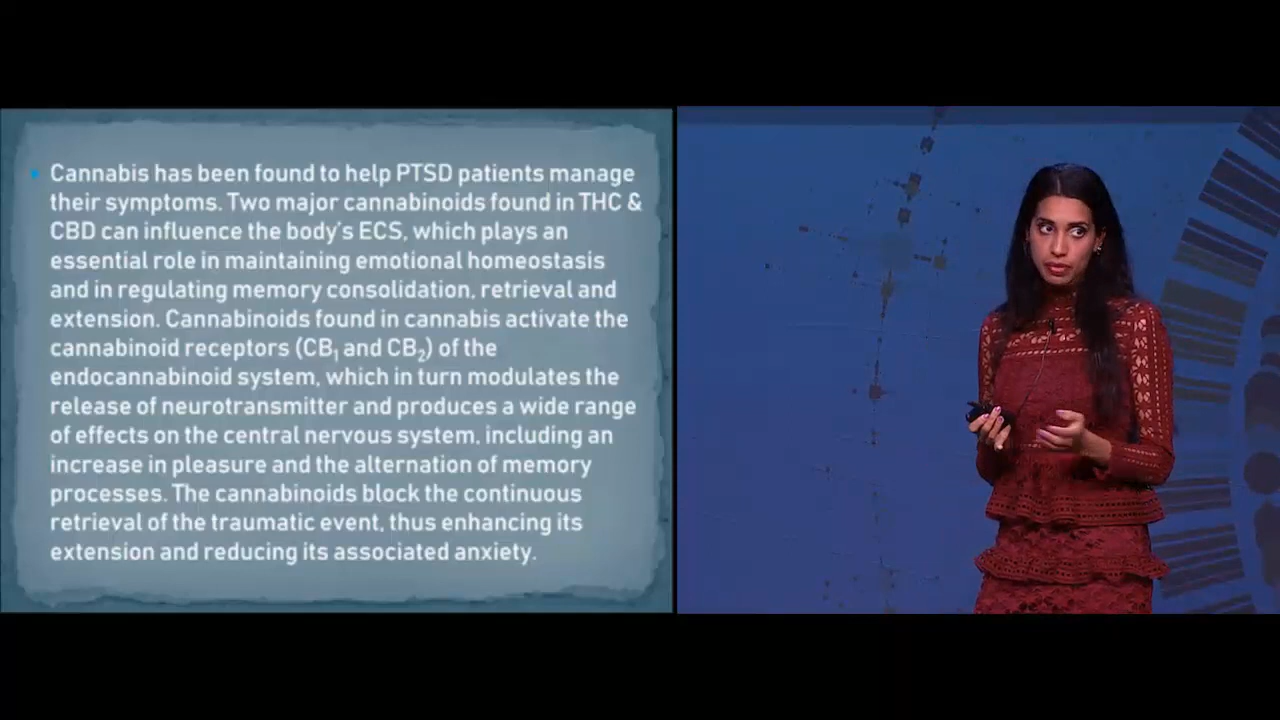 Cannabis has been found to help PTSD patients manage
their symptoms. Two major cannabinoids found in THC &
CBD can influence the body's ECS, which plays an
essential role in maintaining emotional homeostasis
and in regulating memory consolidation, retrieval and
extension. Cannabinoids found in cannabis activate the
cannabinoid receptors (CB₁ and CB₂) of the
endocannabinoid system, which in turn modulates the
release of neurotransmitter and produces a wide range
of effects on the central nervous system, including an
increase in pleasure and the alternation of memory
processes. The cannabinoids block the continuous
retrieval of the traumatic event, thus enhancing its
extension and reducing its associated anxiety.